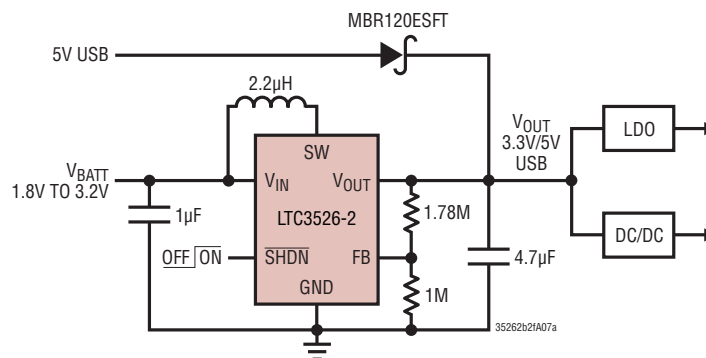 MBR120ESFT
5V USB
2.2µH
SW
VBATT
1.8V TO 3.2V
VIN
VOUT
VOUT
3.3V/5V
USB
LDO
1µF
LTC3526-2
1.78M
OFF ON
SHDN
FB
4.7µF
DC/DC
GND
1M
35262b2fA07a